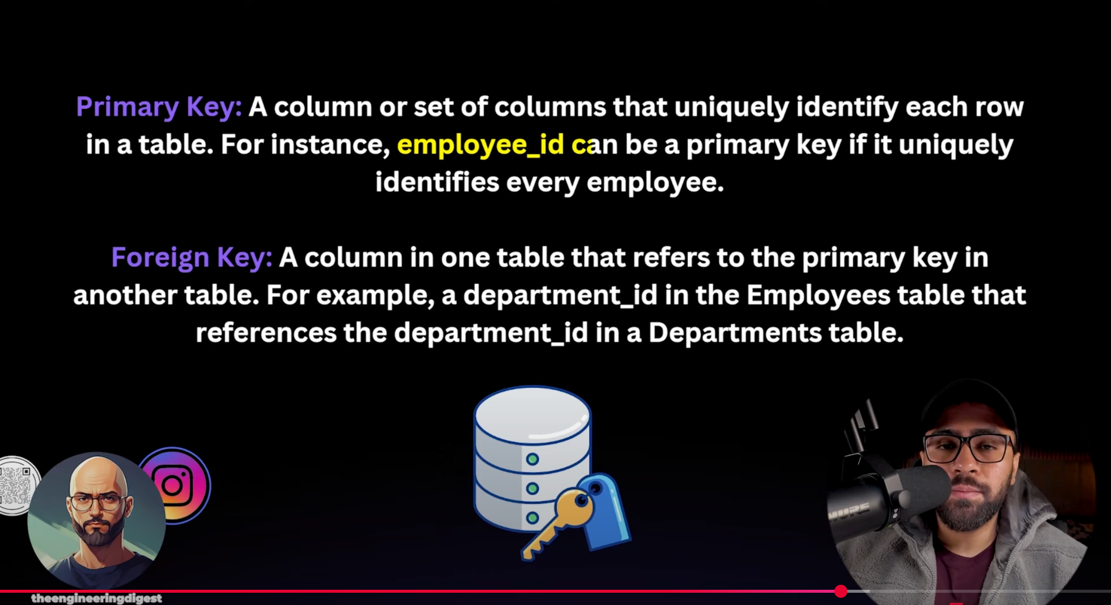 Primary Key: A column or set of columns that uniquely identify each row
in a table. For instance, employee_id can be a primary key if it uniquely
identifies every employee.
Foreign Key: A column in one table that refers to the primary key in
another table. For example, a department_id in the Employees table that
references the department_id in a Departments table.
theengineeringdigest